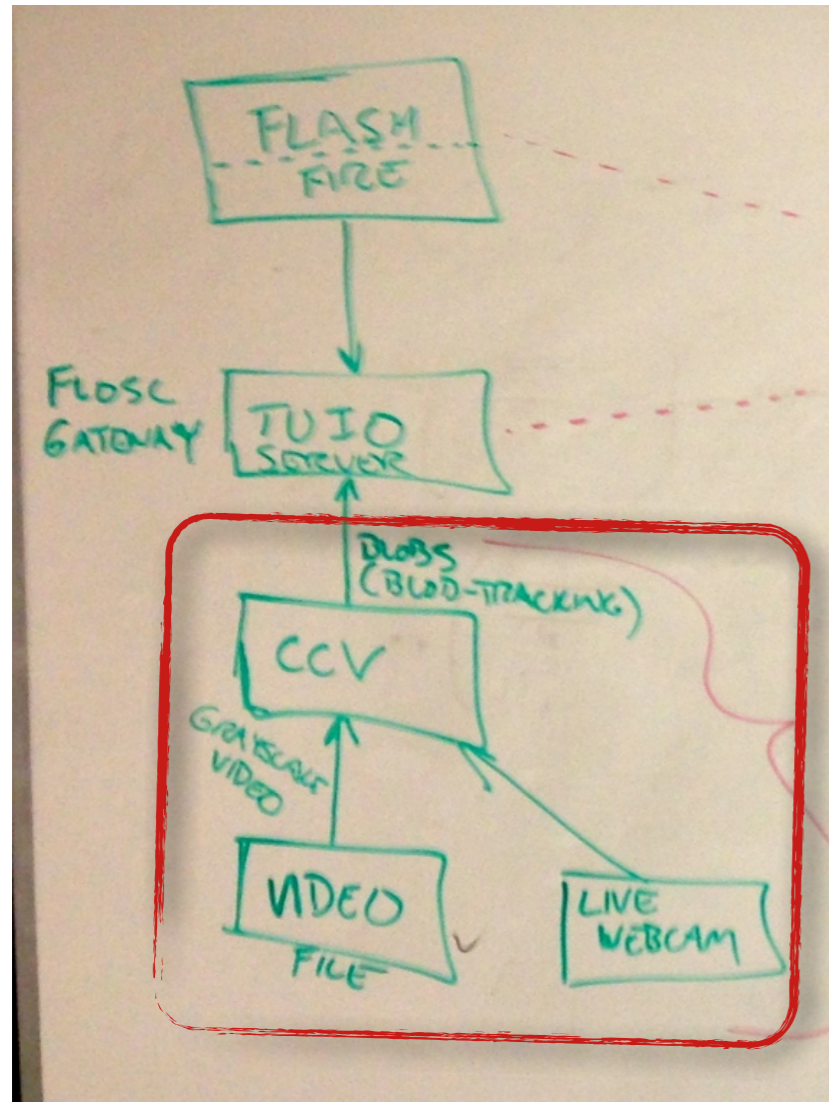 FLASH
FIRE
FLOSC
GATEWAY
TUIO
SERVER
BLOBS
(BLOB-TRACKING)
CCV
GRAYSCALE
VIDEO
VIDEO
FILE
LIVE
WEBCAM